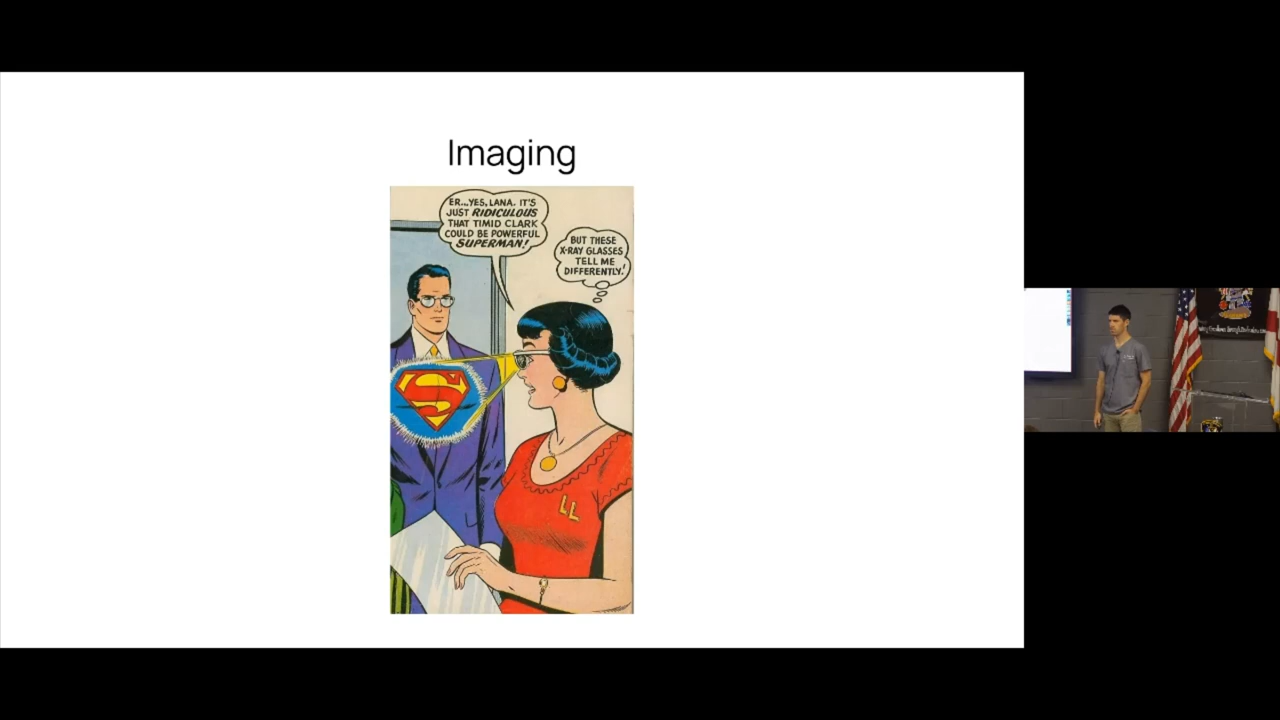 Imaging
ER...YES, LANA. IT'S
JUST RIDICULOUS
THAT TIMID CLARK
COULD BE POWERFUL
SUPERMAN!
BUT THESE
X-RAY GLASSES
TELL ME
DIFFERENTLY!
S
LL